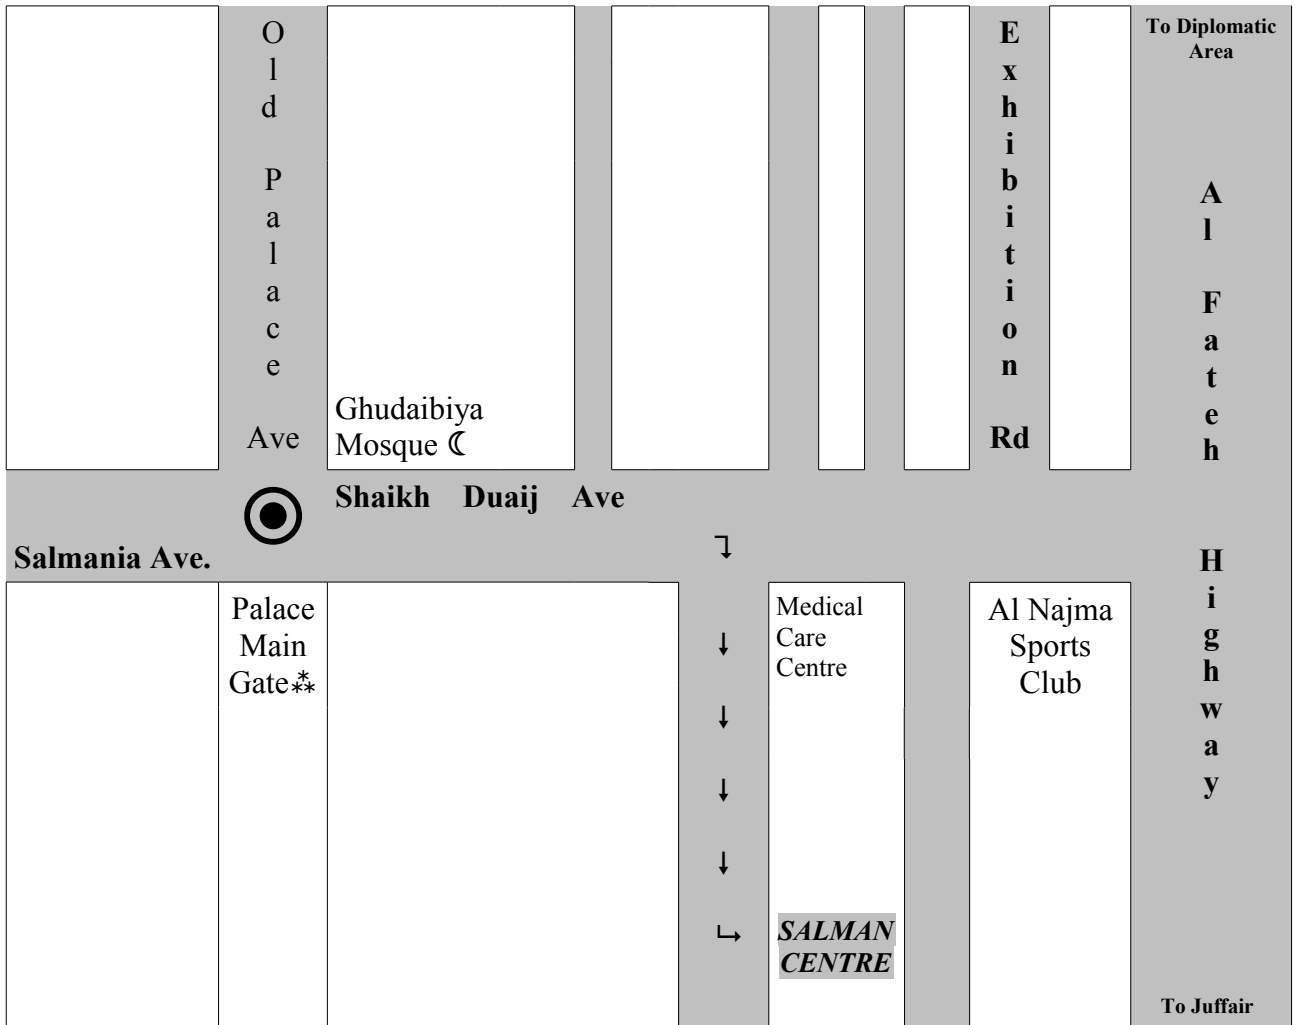 Old Palace Ave
Exhibition Rd
To Diplomatic
Area
Al Fateh Highway
Ghudaibiya
Mosque ☾
Shaikh Duaij Ave
Salmania Ave.
Palace
Main
Gate⁂
Medical
Care
Centre
Al Najma
Sports
Club
SALMAN
CENTRE
To Juffair